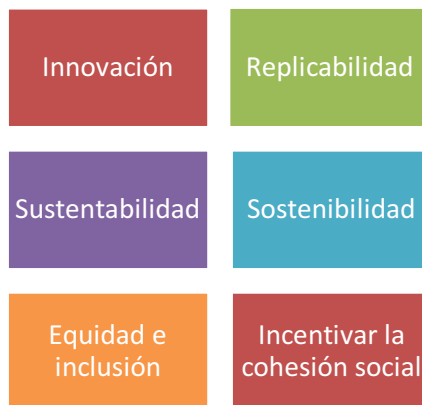 Innovación
Replicabilidad
Sustentabilidad
Sostenibilidad
Equidad e
inclusión
Incentivar la
cohesión social